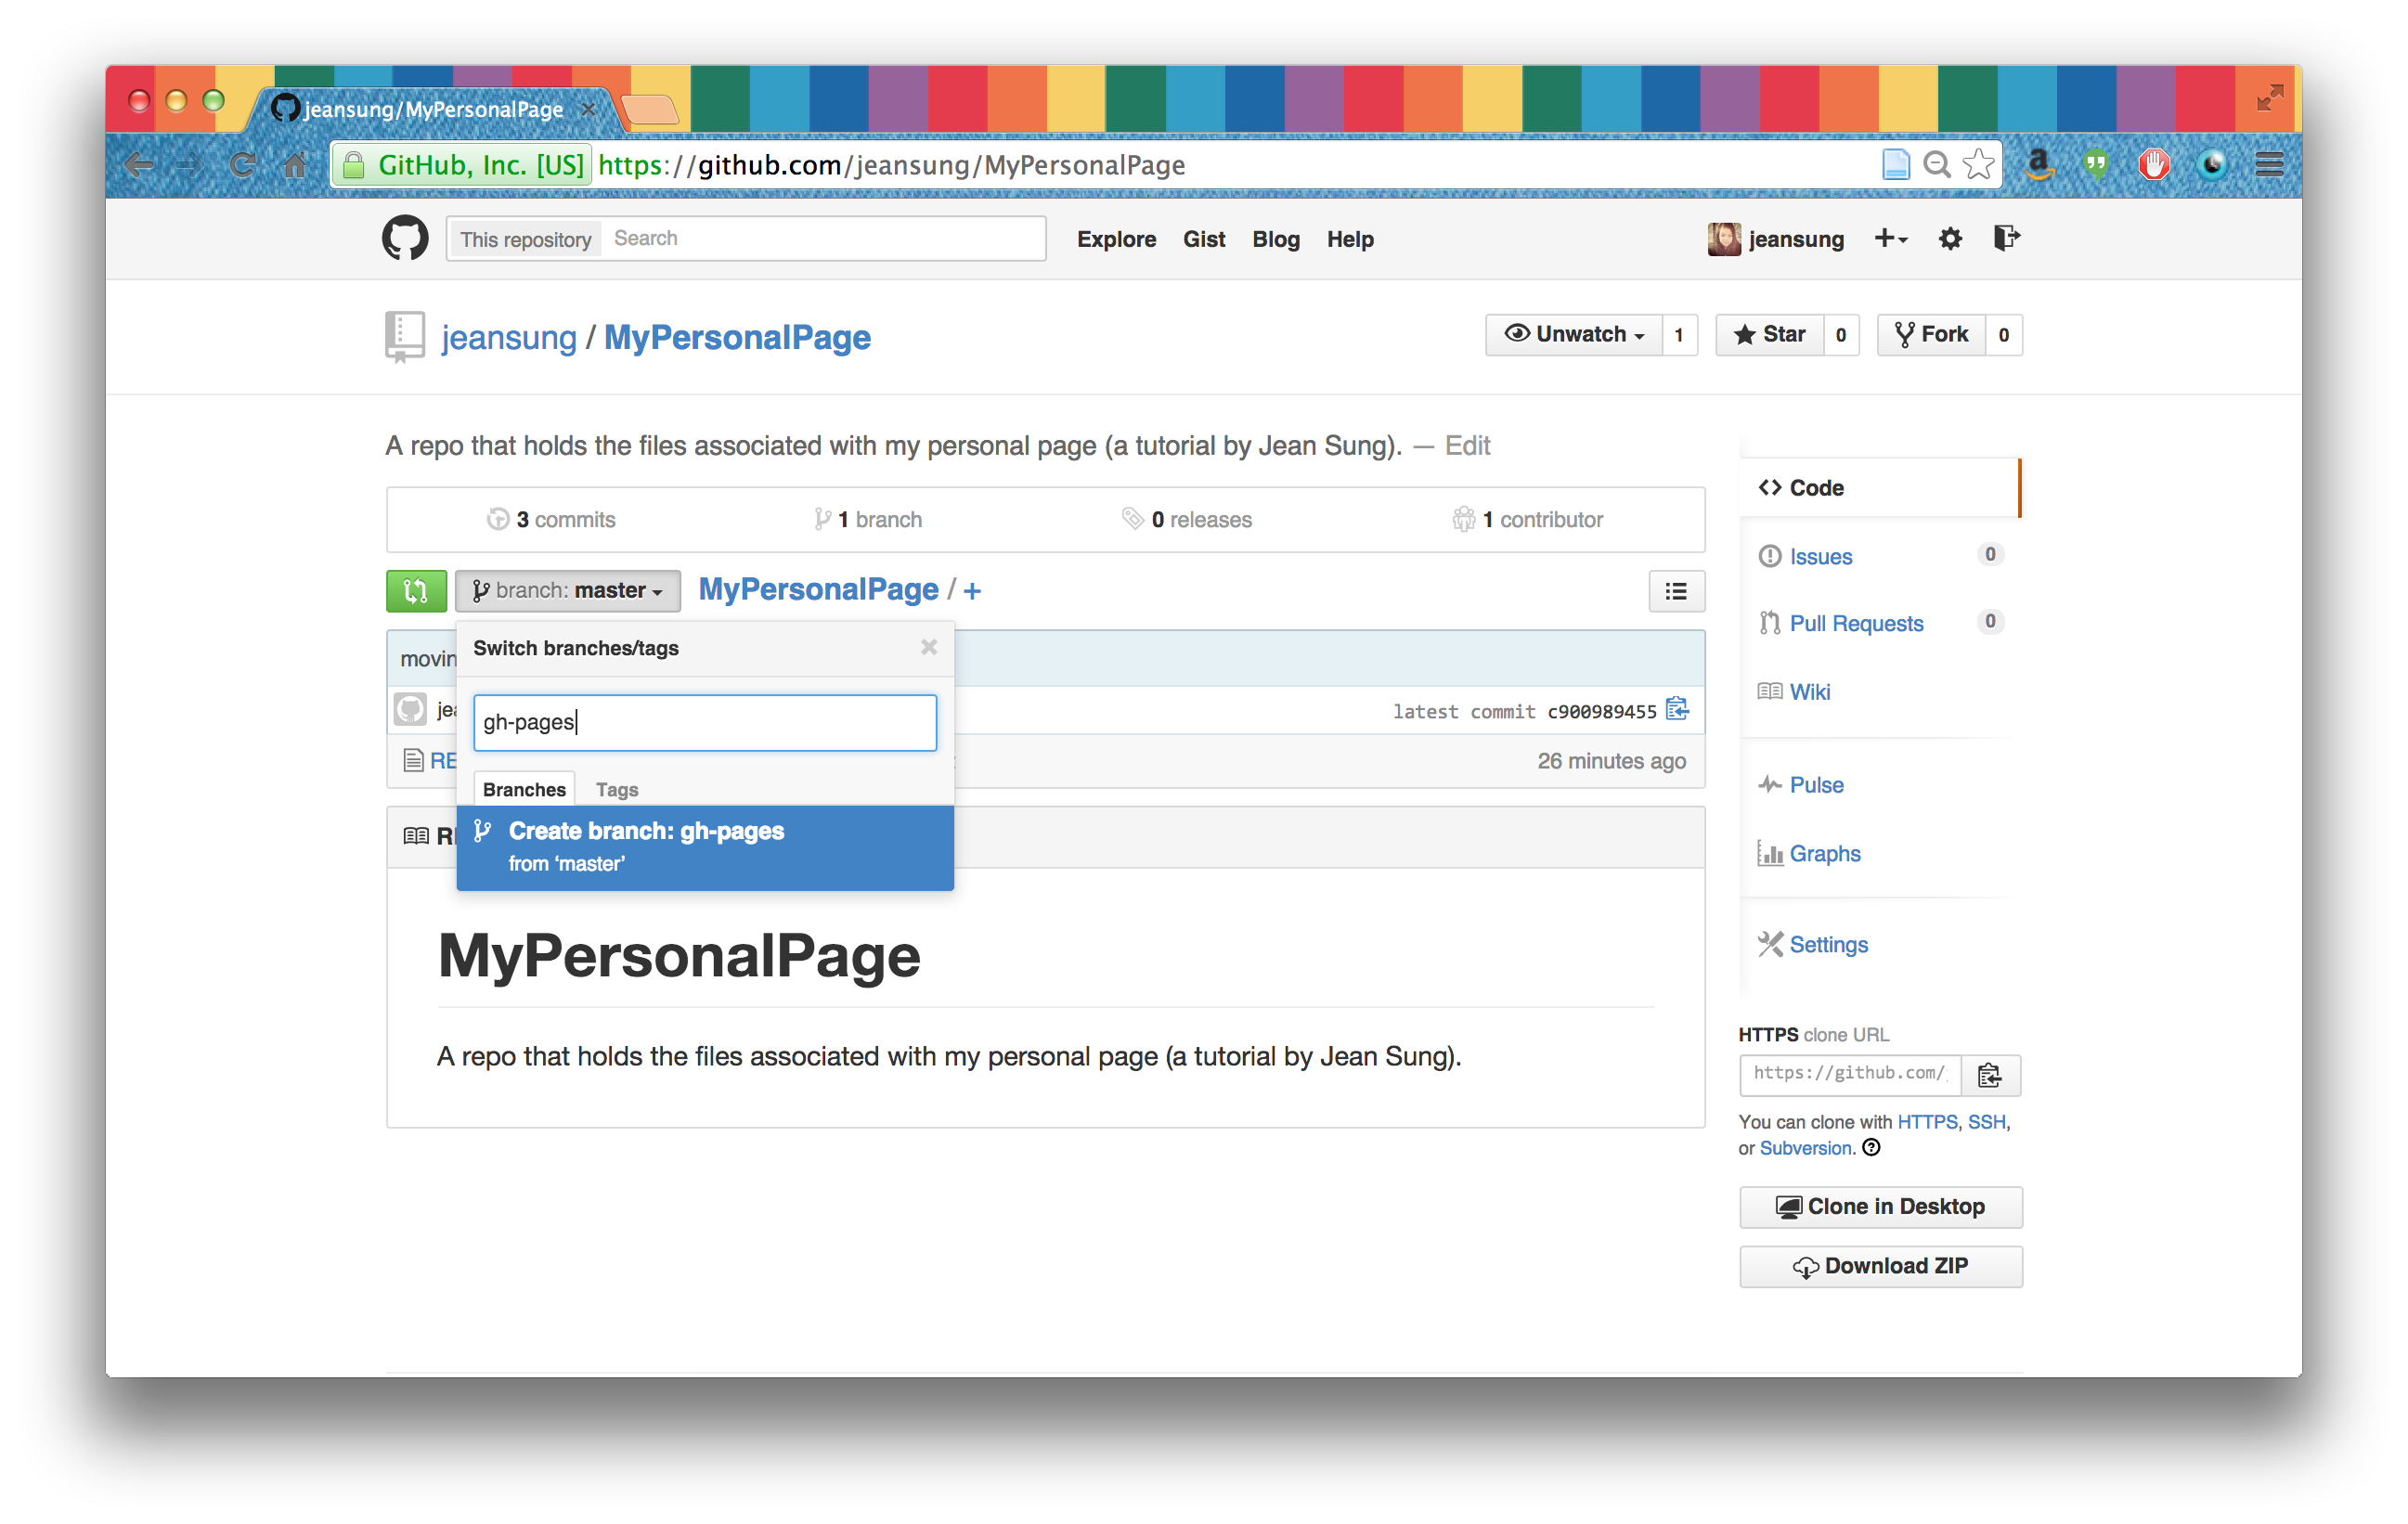 jeansung/MyPersonalPage
GitHub, Inc. [US] https://github.com/jeansung/MyPersonalPage
This repository Search Explore Gist Blog Help jeansung
jeansung / MyPersonalPage Unwatch 1 Star 0 Fork 0
A repo that holds the files associated with my personal page (a tutorial by Jean Sung). — Edit
3 commits 1 branch 0 releases 1 contributor
branch: master MyPersonalPage / +
Switch branches/tags
movin
gh-pages
jea
latest commit c900989455
RE
26 minutes ago
Branches Tags
Create branch: gh-pages
from ‘master’
MyPersonalPage
A repo that holds the files associated with my personal page (a tutorial by Jean Sung).
Code
Issues 0
Pull Requests 0
Wiki
Pulse
Graphs
Settings
HTTPS clone URL
https://github.com/
You can clone with HTTPS, SSH,
or Subversion.
Clone in Desktop
Download ZIP